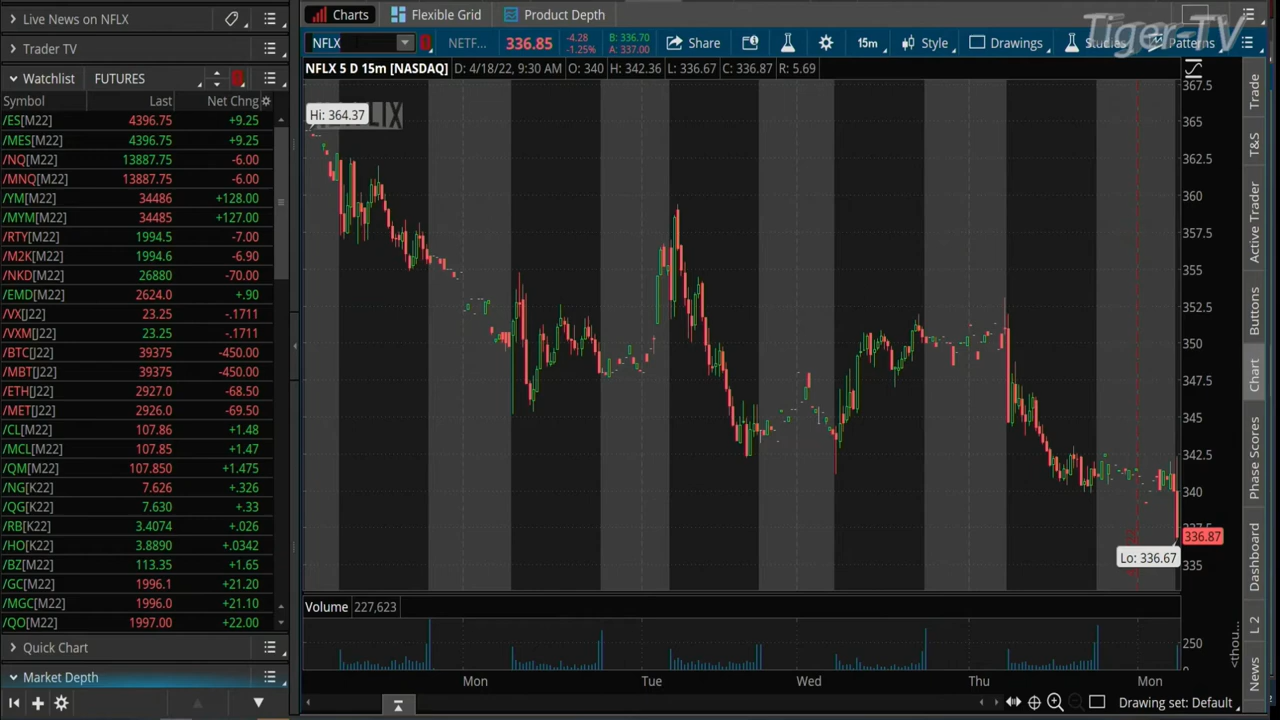 Live News on NFLX
Charts
Flexible Grid
Product Depth
Tiger-TV
Trader TV
NFLX
NETF...
336.85
-4.28
-1.25%
B: 336.70
A: 337.00
Share
15m
Style
Drawings
Studies
Patterns
Watchlist
FUTURES
NFLX 5 D 15m [NASDAQ]
D: 4/18/22, 9:30 AM
O: 340
H: 342.36
L: 336.67
C: 336.87
R: 5.69
Symbol Last Net Chng
/ES[M22] 4396.75 +9.25
/MES[M22] 4396.75 +9.25
/NQ[M22] 13887.75 -6.00
/MNQ[M22] 13887.75 -6.00
/YM[M22] 34486 +128.00
/MYM[M22] 34485 +127.00
/RTY[M22] 1994.5 -7.00
/M2K[M22] 1994.6 -6.90
/NKD[M22] 26880 -70.00
/EMD[M22] 2624.0 +.90
/VX[J22] 23.25 -.1711
/VXM[J22] 23.25 -.1711
/BTC[J22] 39375 -450.00
/MBT[J22] 39375 -450.00
/ETH[J22] 2927.0 -68.50
/MET[J22] 2926.0 -69.50
/CL[M22] 107.86 +1.48
/MCL[M22] 107.85 +1.47
/QM[M22] 107.850 +1.475
/NG[K22] 7.626 +.326
/QG[K22] 7.630 +.33
/RB[K22] 3.4074 +.026
/HO[K22] 3.8890 +.0342
/BZ[M22] 113.35 +1.65
/GC[M22] 1996.1 +21.20
/MGC[M22] 1996.0 +21.10
/QO[M22] 1997.00 +22.00
Quick Chart
Market Depth
Hi: 364.37
367.5
365
362.5
360
357.5
355
352.5
350
347.5
345
342.5
340
336.87
335
Lo: 336.67
Volume 227,623
250
0
<thou...
Mon
Tue
Wed
Thu
Mon
Drawing set: Default
Trade
T&S
Active Trader
Buttons
Chart
Phase Scores
Dashboard
L 2
News